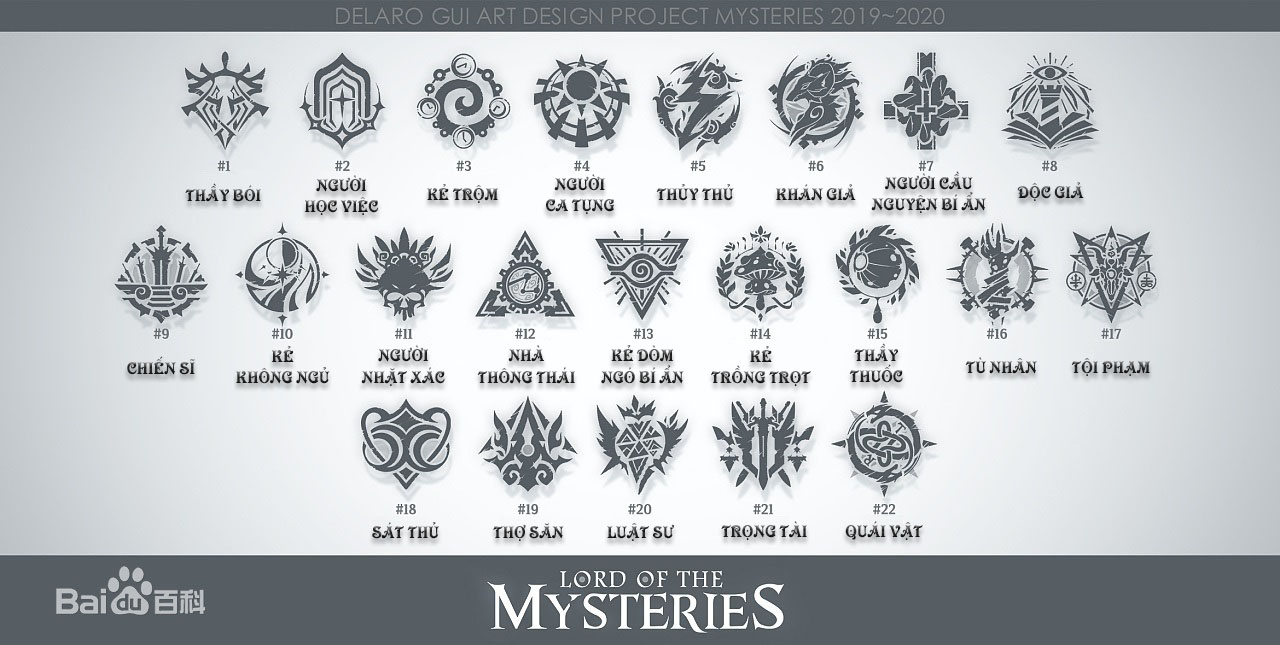 DELARO GUI ART DESIGN PROJECT MYSTERIES 2019~2020
#1 #2 #3 #4 #5 #6 #7 #8
THẦY BÓI
NGƯỜI
HỌC VIỆC
KẺ TRỘM
NGƯỜI
CA TỤNG
THỦY THỦ
KHÁN GIẢ
NGƯỜI CẦU
NGUYỆN BÍ ẨN
ĐỘC GIẢ
#9 #10 #11 #12 #13 #14 #15 #16 #17
CHIẾN SĨ
KẺ
KHÔNG NGỦ
NGƯỜI
NHẶT XÁC
NHÀ
THÔNG THÁI
KẺ DÒM
NGÓ BÍ ẨN
KẺ
TRỒNG TRỌT
THẦY
THUỐC
TÙ NHÂN
TỘI PHẠM
#18 #19 #20 #21 #22
SÁT THỦ
THỢ SĂN
LUẬT SƯ
TRỌNG TÀI
QUÁI VẬT
Baidu百科
LORD OF THE
MYSTERIES